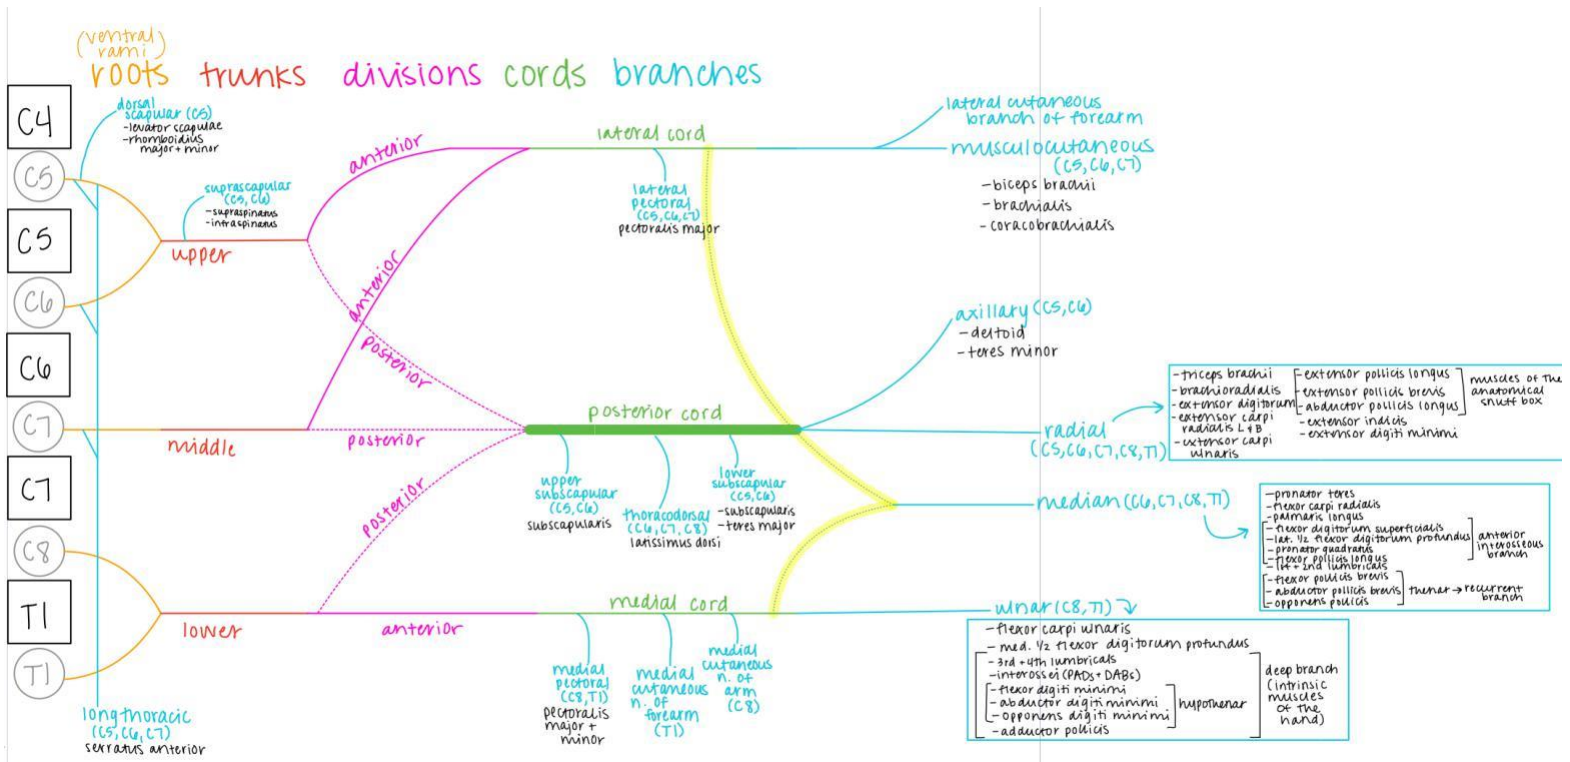 (ventral
rami)
roots trunks divisions cords branches
C4
C5
C5
C6
C6
C7
C7
C8
T1
T1
dorsal
scapular (C5)
-levator scapulae
-rhomboidius
major + minor
suprascapular
(C5, C6)
-supraspinatus
-infraspinatus
upper
middle
lower
long thoracic
(C5, C6, C7)
serratus anterior
anterior
anterior
posterior
posterior
posterior
anterior
lateral cord
lateral
pectoral
(C5, C6, C7)
pectoralis major
posterior cord
upper
subscapular
(C5, C6)
subscapularis
thoracodorsal
(C6, C7, C8)
latissimus dorsi
lower
subscapular
(C5, C6)
-subscapularis
-teres major
medial cord
medial
pectoral
(C8, T1)
pectoralis
major +
minor
medial
cutaneous
n. of
forearm
(T1)
medial
cutaneous
n. of
arm
(C8)
lateral cutaneous
branch of forearm
musculocutaneous
(C5, C6, C7)
-biceps brachii
-brachialis
-coracobrachialis
axillary (C5, C6)
-deltoid
-teres minor
radial
(C5, C6, C7, C8, T1)
-triceps brachii
-brachioradialis
-extensor digitorum
-extensor carpi
radialis L & B
-extensor carpi
ulnaris
-extensor pollicis longus
-extensor pollicis brevis
-abductor pollicis longus
-extensor indicis
-extensor digiti minimi
muscles of the
anatomical
snuff box
median (C6, C7, C8, T1)
-pronator teres
-flexor carpi radialis
-palmaris longus
-flexor digitorum superficialis
-lat. 1/2 flexor digitorum profundus
-pronator quadratus
-flexor pollicis longus
-1st + 2nd lumbricals
-flexor pollicis brevis
-abductor pollicis brevis
-opponens pollicis
anterior
interosseous
branch
thenar → recurrent
branch
ulnar (C8, T1)
-flexor carpi ulnaris
-med. 1/2 flexor digitorum profundus
-3rd + 4th lumbricals
-interossei (PADs + DABs)
-flexor digiti minimi
-abductor digiti minimi
-opponens digiti minimi
-adductor pollicis
hypothenar
deep branch
(intrinsic
muscles
of the
hand)